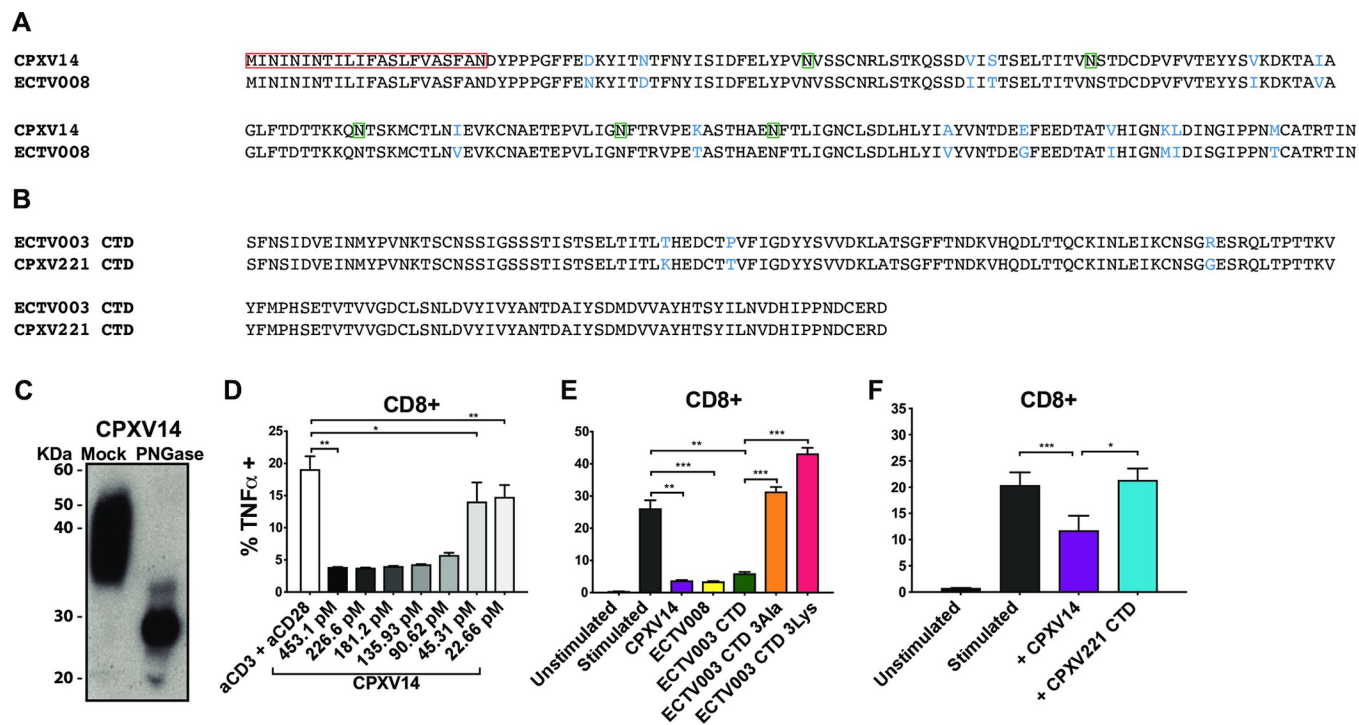 A
CPXV14 MINININTILIFASLFVASFANDYPPPGFFEDKYITNTFNYISIDFELYPVNVSSCNRLSTKQSSDVISTSELTITVNSTDCDPVFVTEYYSVKDKTAIA
ECTV008 MINININTILIFASLFVASFANDYPPPGFFENKYITDTFNYISIDFELYPVNVSSCNRLSTKQSSDIITTSELTITVNSTDCDPVFVTEYYSIKDKTAVA
CPXV14 GLFTDTTKKQNTSKMCTLNIEVKCNAETEPVLIGNFTRVPEKASTHAENFTLIGNCLSDLHLYIAYVNTDEEFEEDTATVHIGNKLDINGIPPNMCATRTIN
ECTV008 GLFTDTTKKQNTSKMCTLNVEVKCNAETEPVLIGNFTRVPETASTHAENFTLIGNCLSDLHLYIVYVNTDEGFEEDTATIHIGNMIDISGIPPNTCATRTIN
B
ECTV003 CTD SFNSIDVEINMYPVNKTSCNSSIGSSSTISTSELTITLTHEDCTPVFIGDYYSVVDKLATSGFFTNDKVHQDLTTQCKINLEIKCNSGRESRQLTPTTKV
CPXV221 CTD SFNSIDVEINMYPVNKTSCNSSIGSSSTISTSELTITLKHEDCTTVFIGDYYSVVDKLATSGFFTNDKVHQDLTTQCKINLEIKCNSGGESRQLTPTTKV
ECTV003 CTD YFMPHSETVTVVGDCLSNLDVYIVYANTDAIYSDMDVVAYHTSYILNVDHIPPNDCERD
CPXV221 CTD YFMPHSETVTVVGDCLSNLDVYIVYANTDAIYSDMDVVAYHTSYILNVDHIPPNDCERD
C
CPXV14
KDa Mock PNGase
60
50
40
30
20
D
CD8+
** 
*
**
% TNFα +
25
20
15
10
5
0
aCD3 + aCD28
453.1 pM
226.6 pM
181.2 pM
135.93 pM
90.62 pM
45.31 pM
22.66 pM
CPXV14
E
CD8+
** ***
***
** ***
50
40
30
20
10
0
Unstimulated
Stimulated
CPXV14
ECTV008
ECTV003 CTD
ECTV003 CTD 3Ala
ECTV003 CTD 3Lys
F
CD8+
*** *
35
30
25
20
15
10
5
0
Unstimulated
Stimulated
+ CPXV14
+ CPXV221 CTD